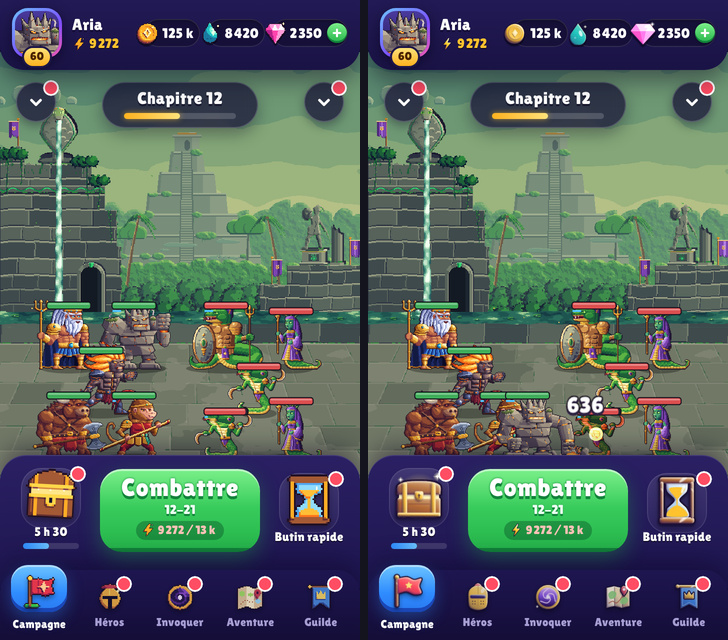 Aria
9272
60
125 k
8420
2350
Chapitre 12
5 h 30
Combattre
12-21
9272 / 13 k
Butin rapide
Campagne
Héros
Invoquer
Aventure
Guilde
Aria
9272
60
125 k
8420
2350
Chapitre 12
636
5 h 30
Combattre
12-21
9272 / 13 k
Butin rapide
Campagne
Héros
Invoquer
Aventure
Guilde